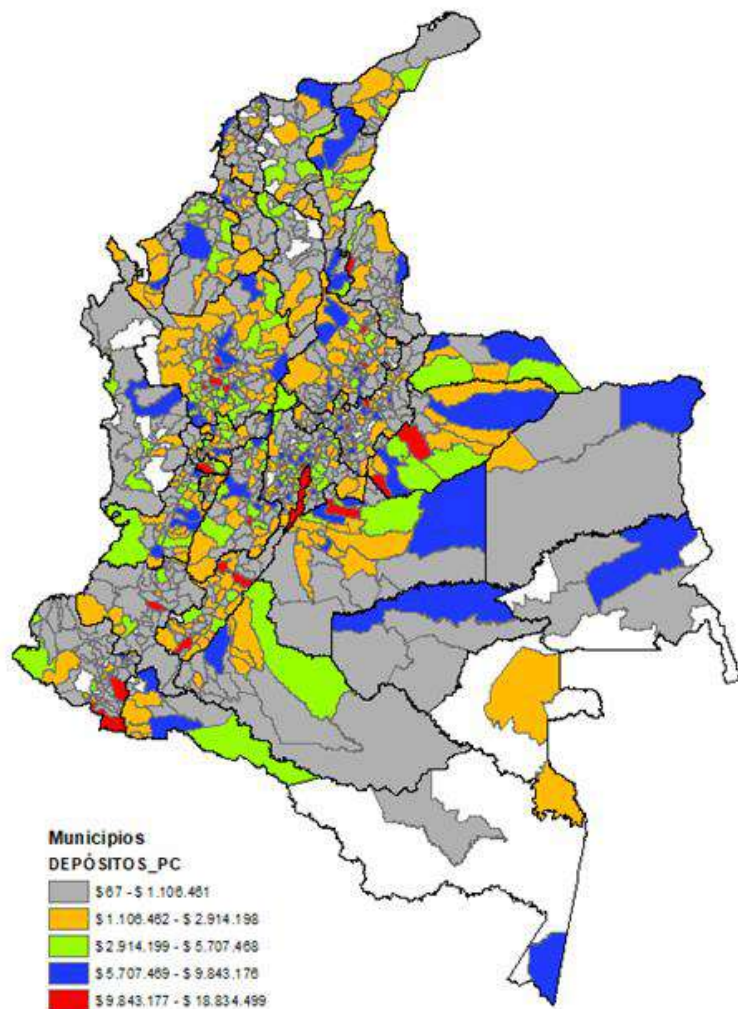 Municipios
DEPÓSITOS_PC
$ 67 - $ 1.106.461
$ 1.106.462 - $ 2.914.198
$ 2.914.199 - $ 5.707.468
$ 5.707.469 - $ 9.843.176
$ 9.843.177 - $ 18.834.499